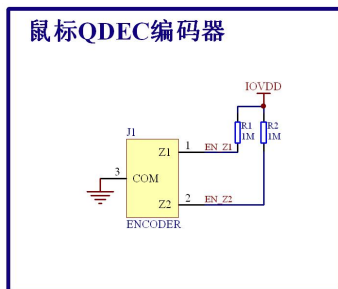 鼠标QDEC编码器
IOVDD
R1
1M
R2
1M
J1
Z1
1
EN_Z1
3
COM
Z2
2
EN_Z2
ENCODER